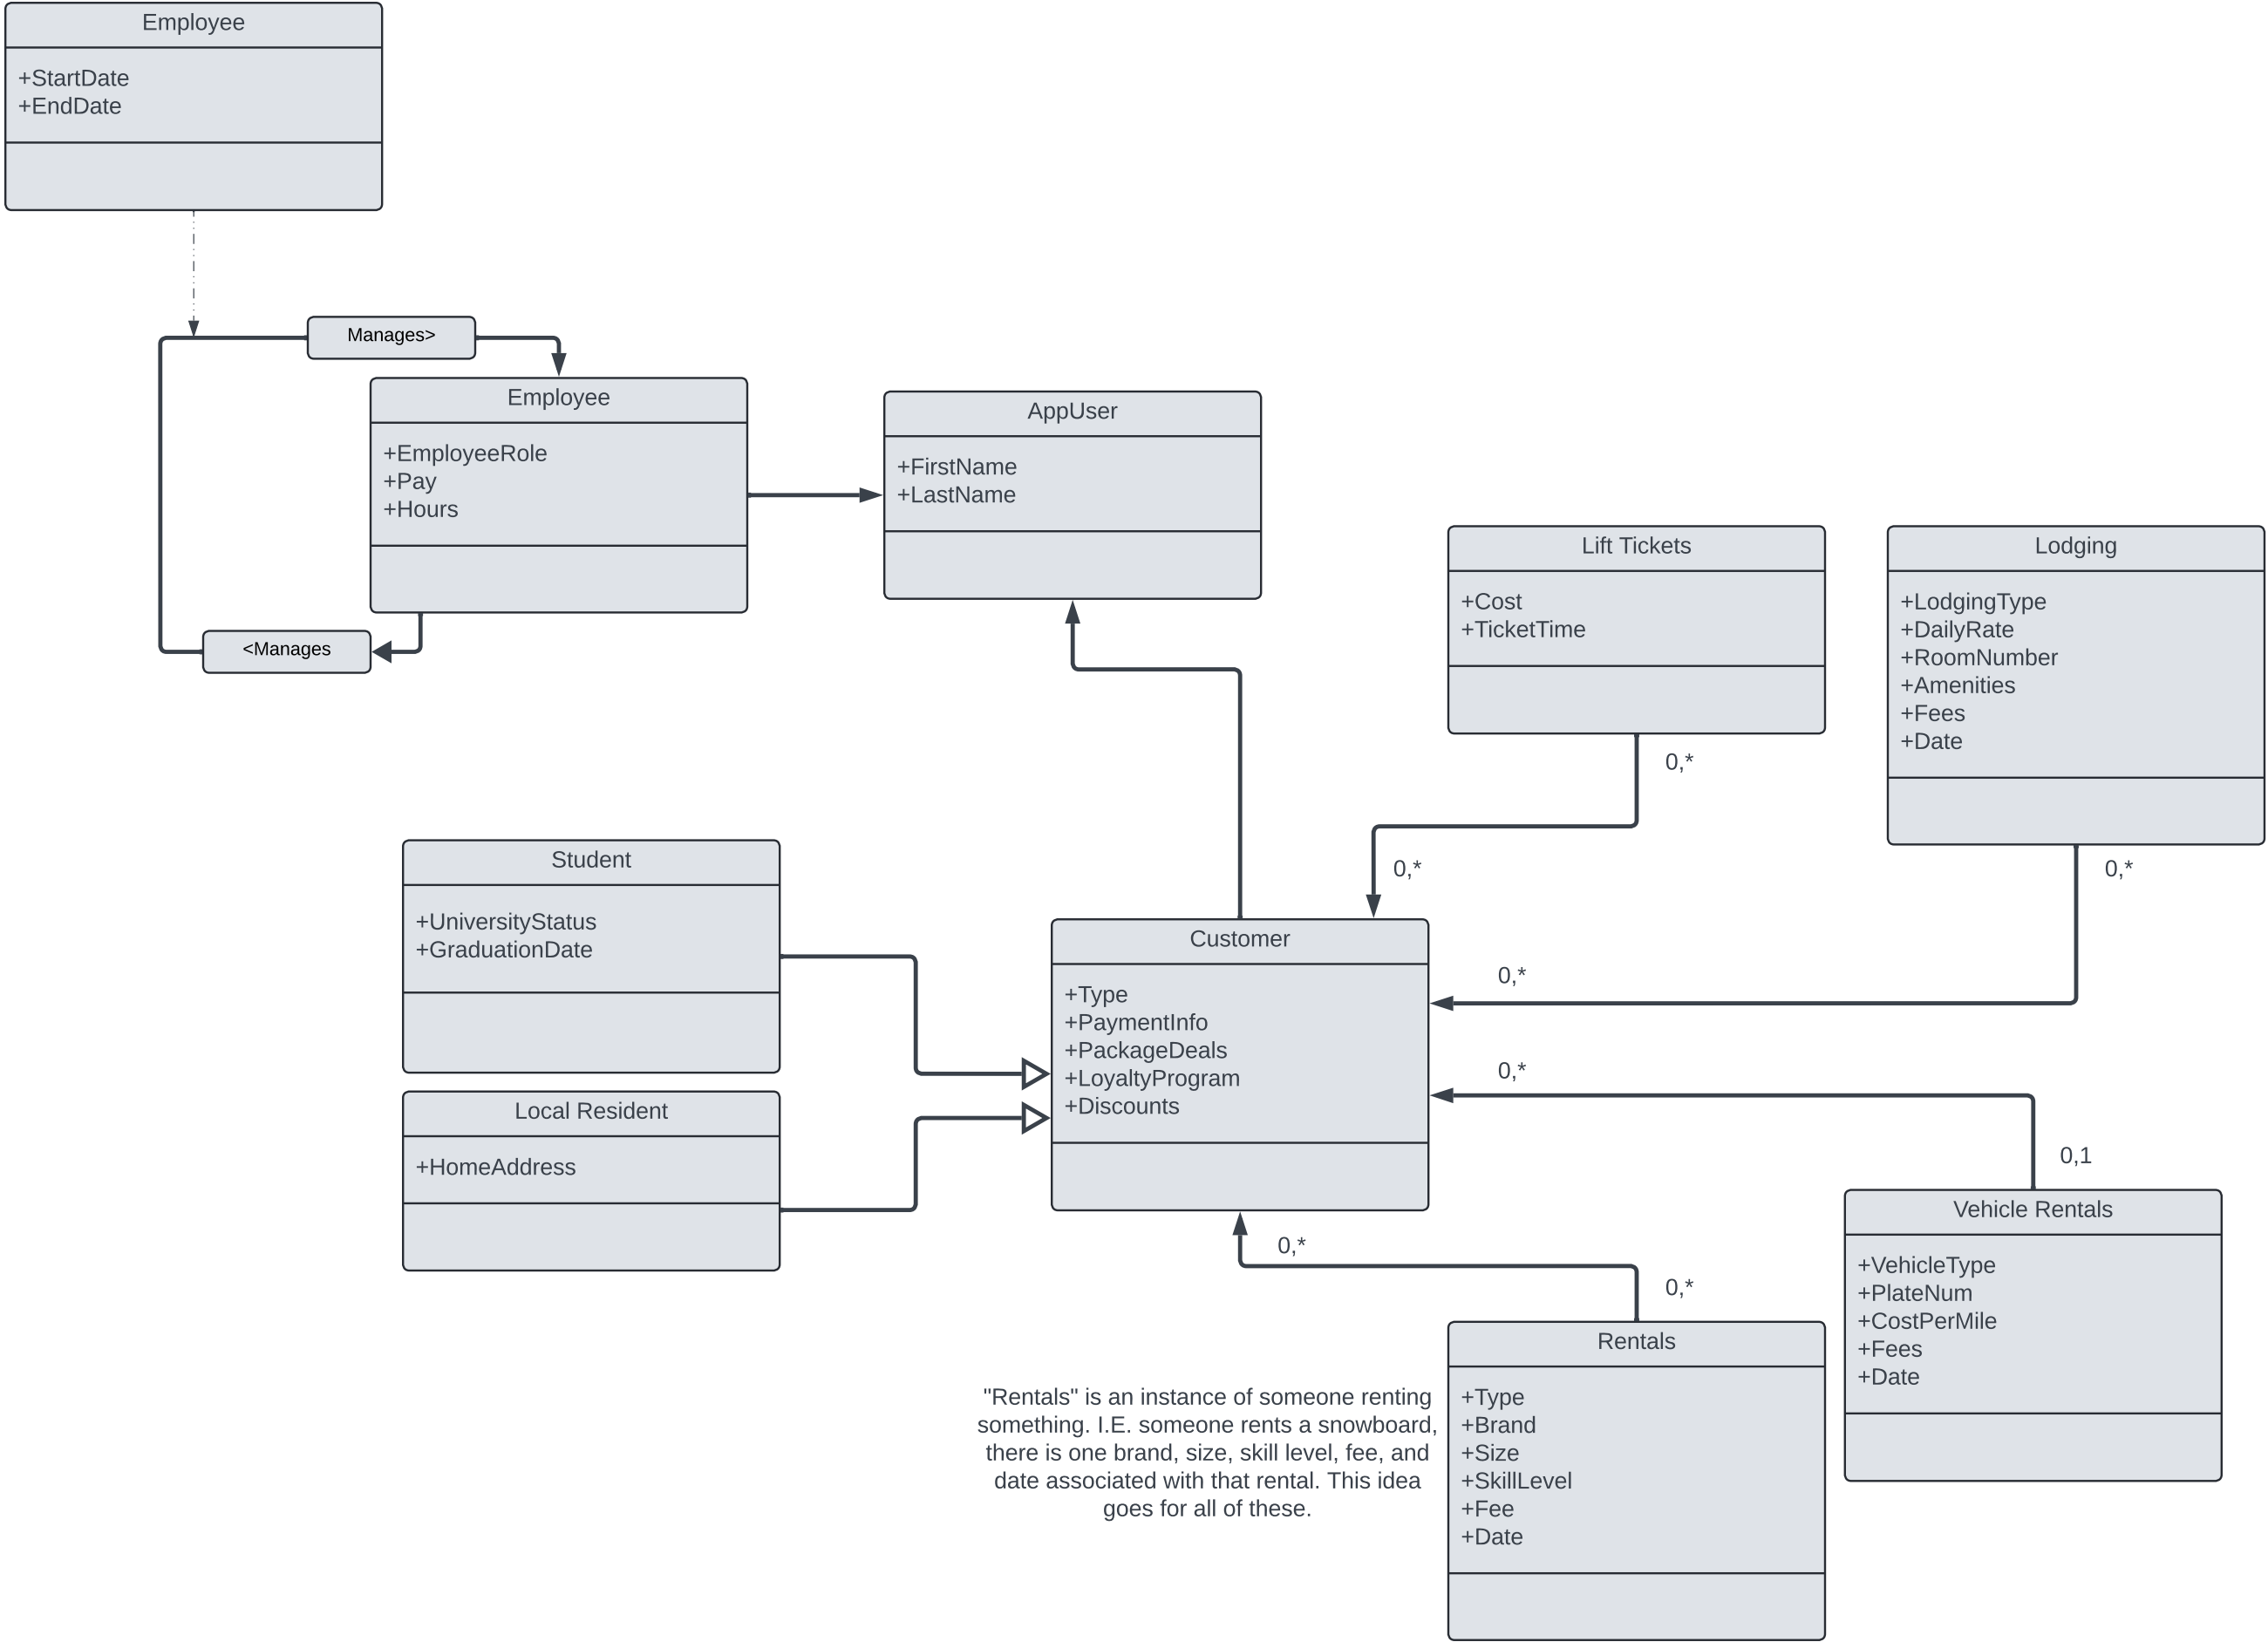 Employee
+StartDate
+EndDate
Manages>
Employee
+EmployeeRole
+Pay
+Hours
<Manages
AppUser
+FirstName
+LastName
Lift Tickets
+Cost
+TicketTime
0,*
0,*
Lodging
+LodgingType
+DailyRate
+RoomNumber
+Amenities
+Fees
+Date
0,*
0,*
Student
+UniversityStatus
+GraduationDate
Local Resident
+HomeAddress
Customer
+Type
+PaymentInfo
+PackageDeals
+LoyaltyProgram
+Discounts
0,*
0,1
Vehicle Rentals
+VehicleType
+PlateNum
+CostPerMile
+Fees
+Date
0,*
0,*
Rentals
+Type
+Brand
+Size
+SkillLevel
+Fee
+Date
"Rentals" is an instance of someone renting
something. I.E. someone rents a snowboard,
there is one brand, size, skill level, fee, and
date associated with that rental. This idea
goes for all of these.